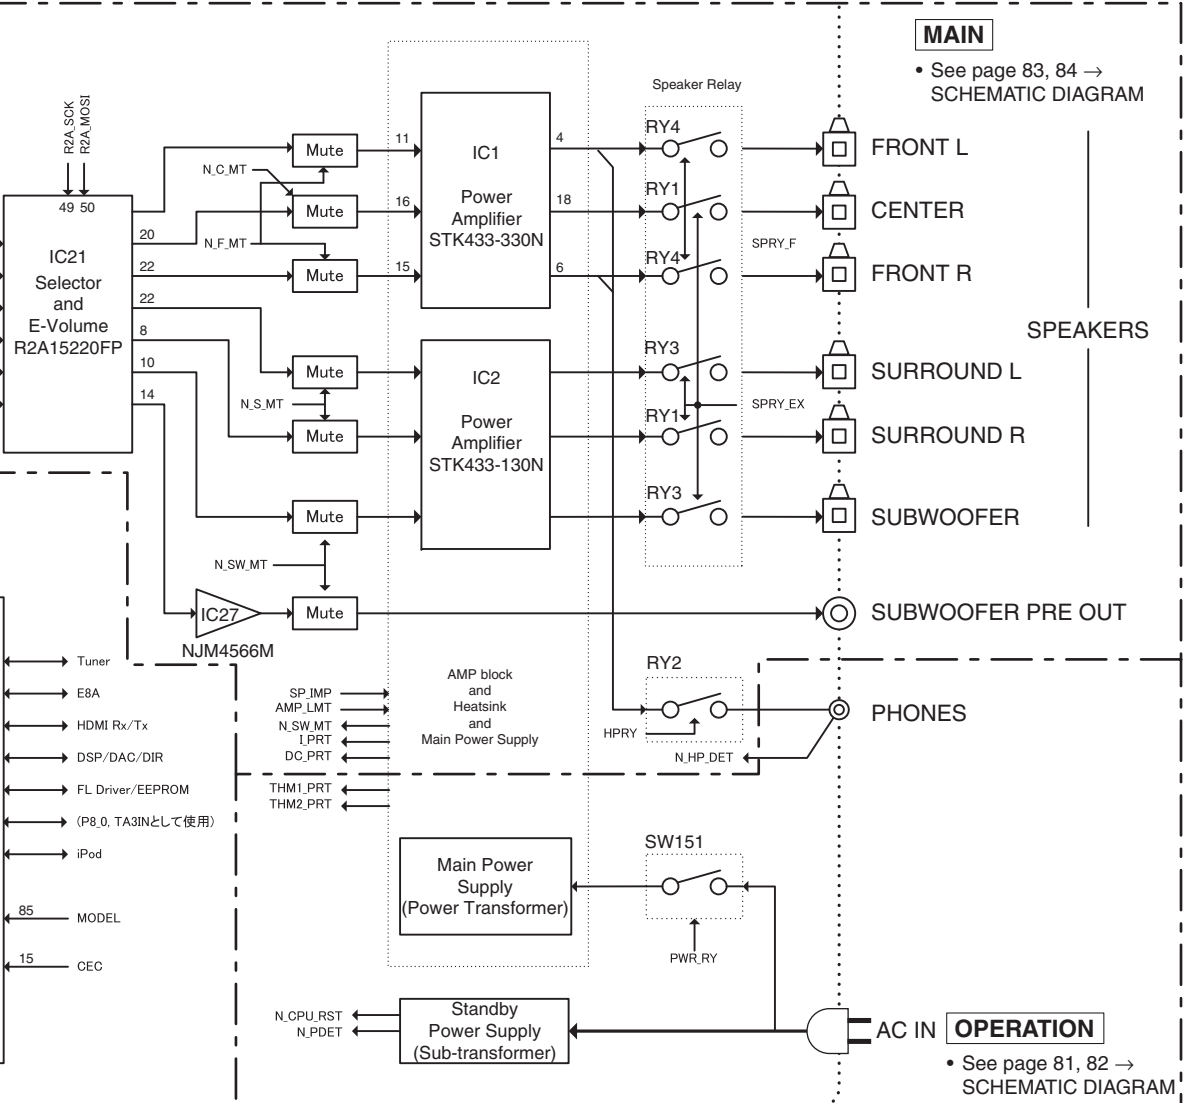 MAIN
• See page 83, 84 →
SCHEMATIC DIAGRAM
Speaker Relay
R2A_SCK
R2A_MOSI
49 50
IC21
Selector
and
E-Volume
R2A15220FP
20
22
22
8
10
14
N_C_MT
N_F_MT
N_S_MT
N_SW_MT
Mute
Mute
Mute
Mute
Mute
Mute
Mute
IC27
NJM4566M
11
16
15
IC1
Power
Amplifier
STK433-330N
4
18
6
IC2
Power
Amplifier
STK433-130N
RY4
RY1
RY4
RY3
RY1
RY3
SPRY_F
SPRY_EX
FRONT L
CENTER
FRONT R
SPEAKERS
SURROUND L
SURROUND R
SUBWOOFER
SUBWOOFER PRE OUT
RY2
HPRY
N_HP_DET
PHONES
AMP block
and
Heatsink
and
Main Power Supply
SP_IMP
AMP_LMT
N_SW_MT
I_PRT
DC_PRT
THM1_PRT
THM2_PRT
Tuner
E8A
HDMI Rx/Tx
DSP/DAC/DIR
FL Driver/EEPROM
(P8_0, TA3INとして使用)
iPod
85
MODEL
15
CEC
SW151
PWR_RY
Main Power
Supply
(Power Transformer)
N_CPU_RST
N_PDET
Standby
Power Supply
(Sub-transformer)
AC IN
OPERATION
• See page 81, 82 →
SCHEMATIC DIAGRAM